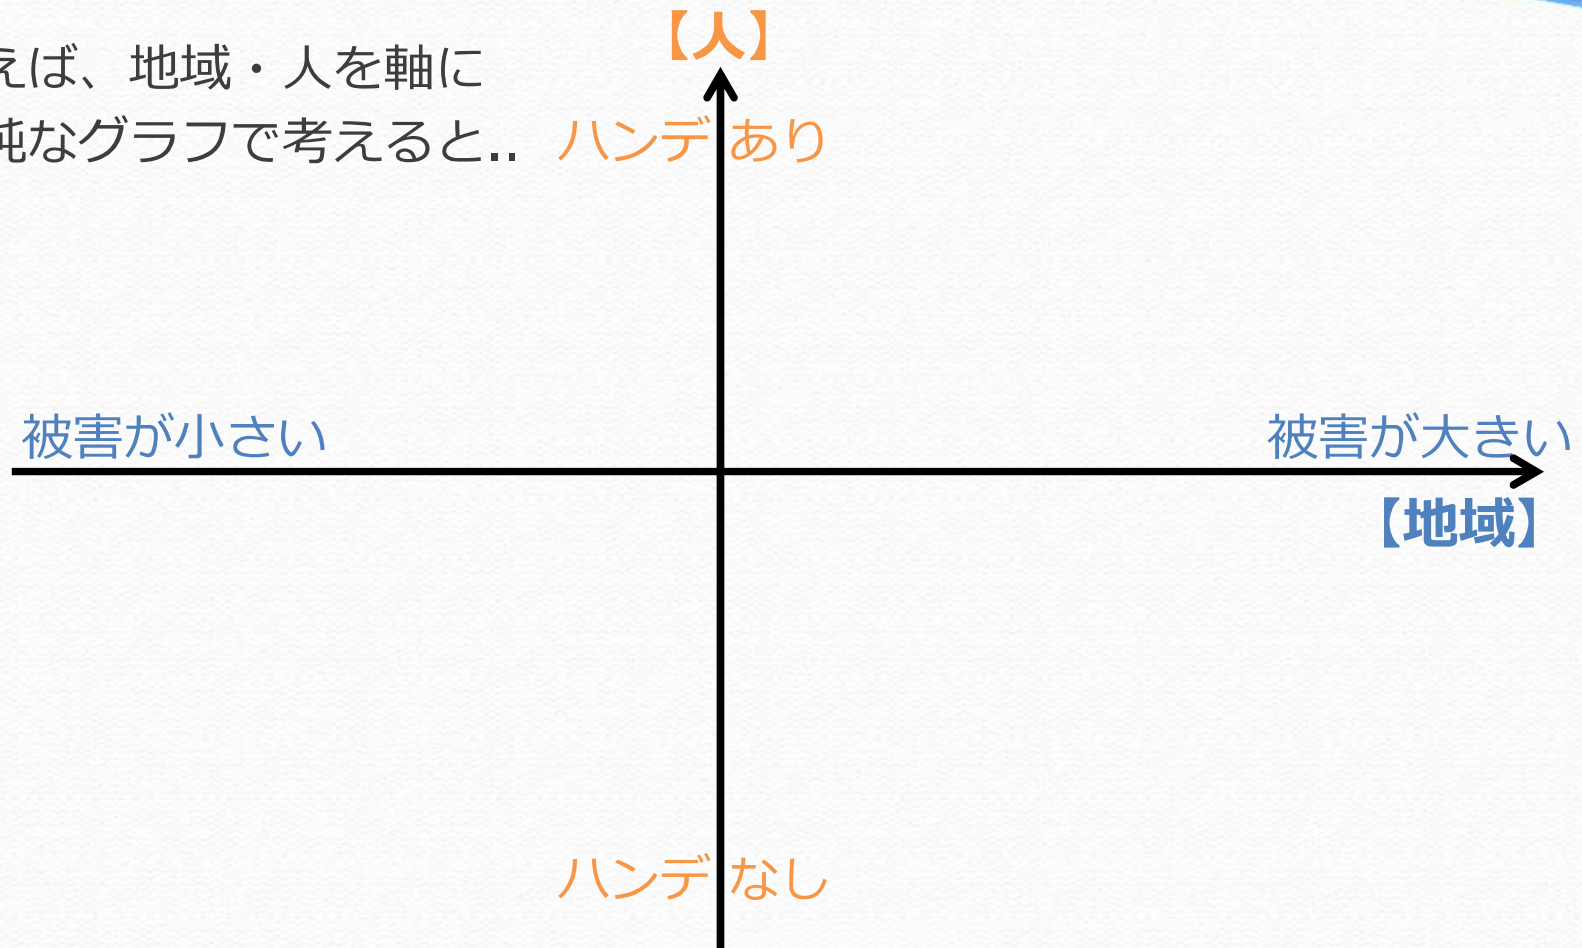 【人】
えば、地域・人を軸に
純なグラフで考えると..
ハンデ あり
被害が小さい
被害が大きい
【地域】
ハンデ なし